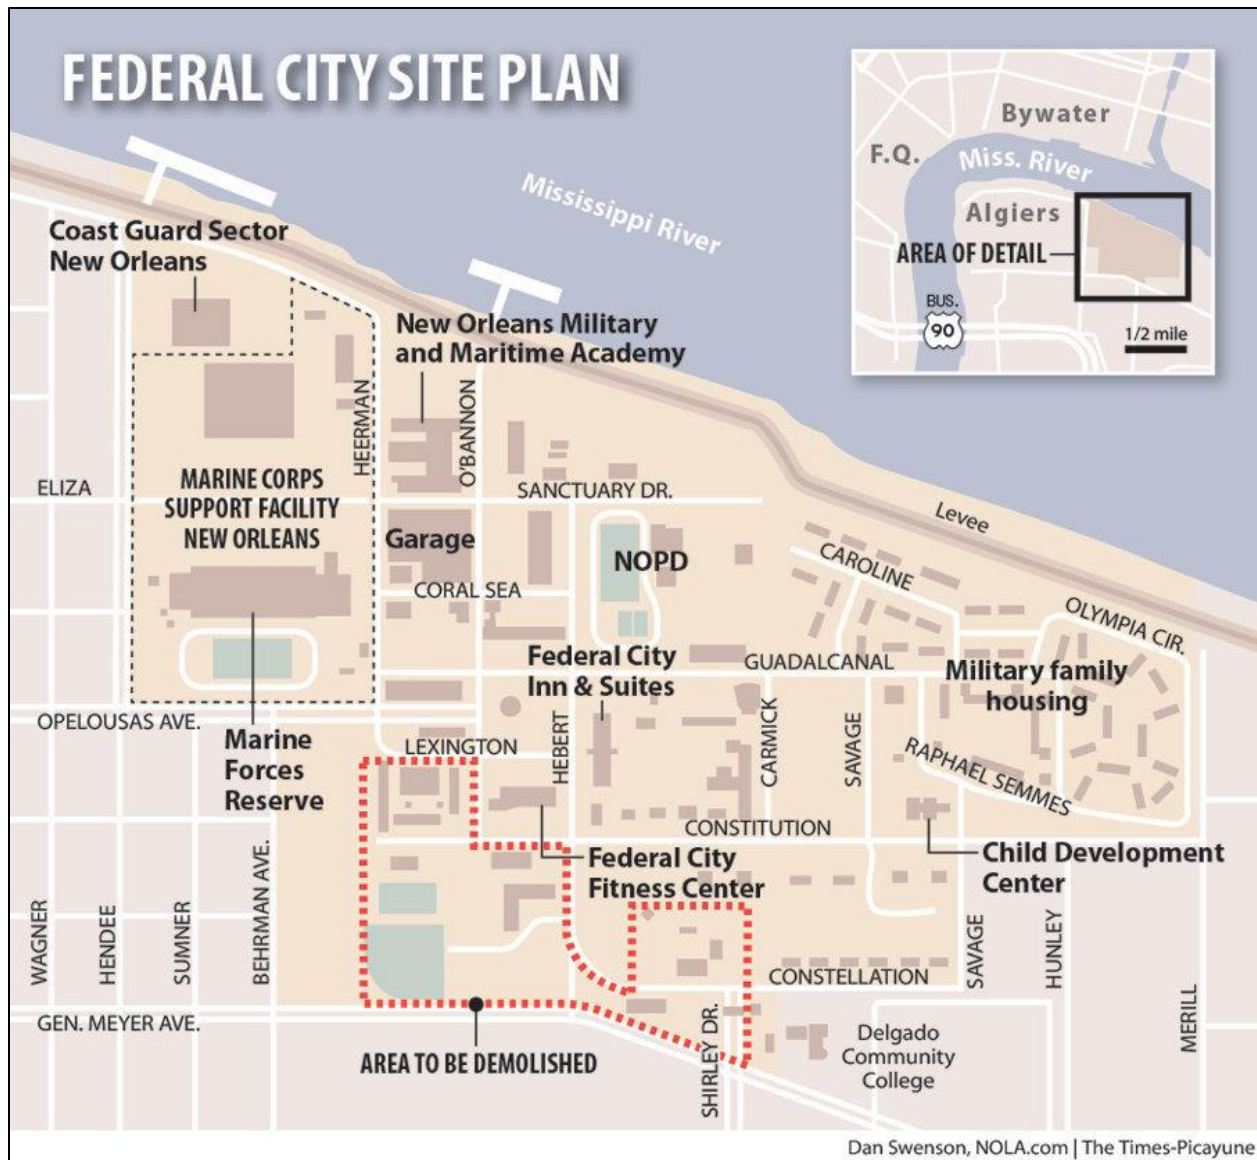 FEDERAL CITY SITE PLAN
Bywater
F.Q.
Miss. River
Algiers
AREA OF DETAIL
BUS.
90
1/2 mile
Mississippi River
Coast Guard Sector
New Orleans
New Orleans Military
and Maritime Academy
HEERMAN
O'BANNON
MARINE CORPS
SUPPORT FACILITY
NEW ORLEANS
ELIZA
SANCTUARY DR.
Levee
Garage
NOPD
CORAL SEA
CAROLINE
OLYMPIA CIR.
Federal City
Inn & Suites
GUADALCANAL
Military family
housing
OPELOUSAS AVE.
Marine
Forces
Reserve
LEXINGTON
HEBERT
CARMICK
SAVAGE
RAPHAEL SEMMES
CONSTITUTION
Federal City
Fitness Center
Child Development
Center
WAGNER
HENDEE
SUMNER
BEHRMAN AVE.
SAVAGE
HUNLEY
MERILL
CONSTELLATION
GEN. MEYER AVE.
AREA TO BE DEMOLISHED
SHIRLEY DR.
Delgado
Community
College
Dan Swenson, NOLA.com | The Times-Picayune